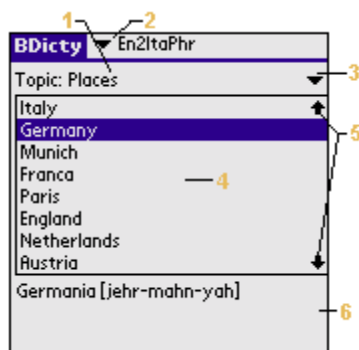 1 2
BDicty En2ItaPhr
Topic: Places 3
Italy
5
Germany
Munich
Franca 4
Paris
England
Netherlands
Austria
Germania [jehr-mahn-yah]
6